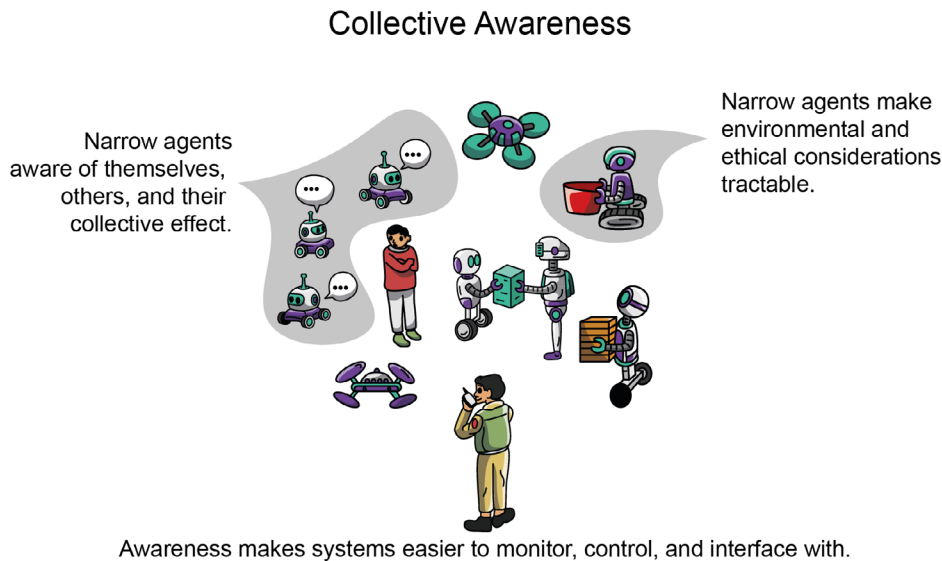 Collective Awareness
Narrow agents
aware of themselves,
others, and their
collective effect.
Narrow agents make
environmental and
ethical considerations
tractable.
Awareness makes systems easier to monitor, control, and interface with.